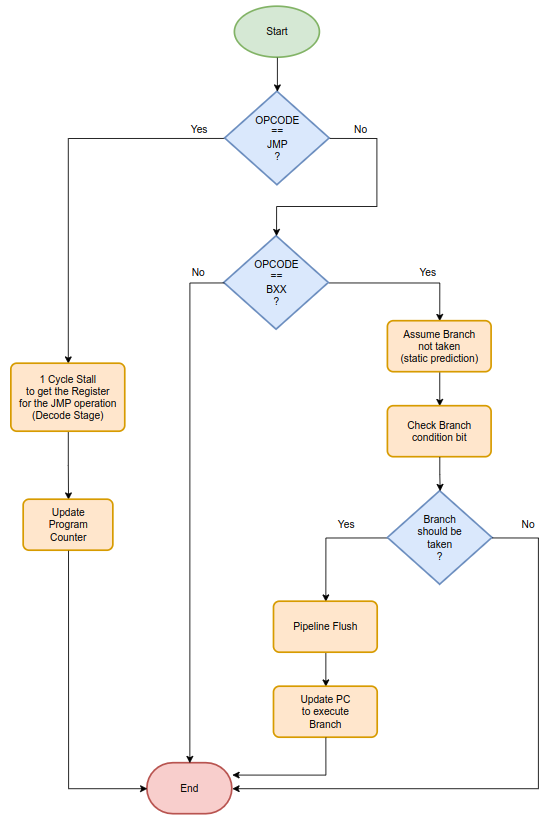 Start
OPCODE
==
JMP
?
Yes
No
OPCODE
==
BXX
?
No
Yes
Assume Branch
not taken
(static prediction)
1 Cycle Stall
to get the Register
for the JMP operation
(Decode Stage)
Check Branch
condition bit
Update
Program
Counter
Branch
should be
taken
?
Yes
No
Pipeline Flush
Update PC
to execute
Branch
End